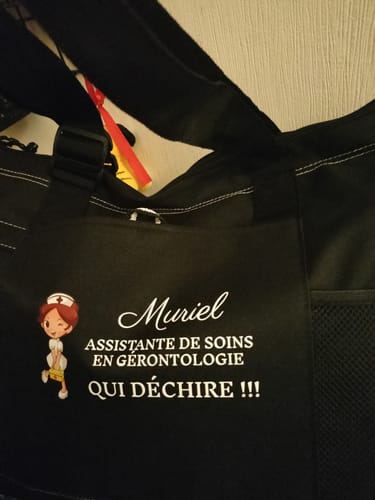 Muriel
ASSISTANTE DE SOINS
EN GÉRONTOLOGIE
QUI DÉCHIRE !!!